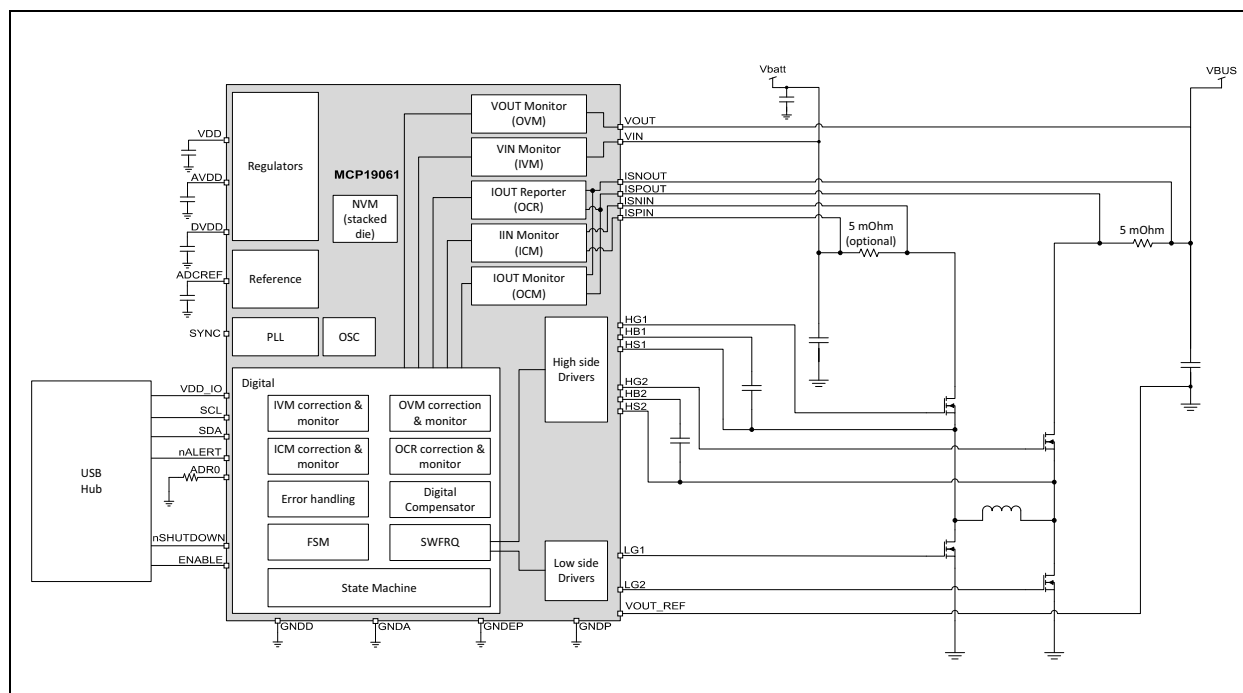 Vbatt
VBUS
VDD
AVDD
DVDD
ADCREF
SYNC
Regulators
Reference
PLL
OSC
MCP19061
NVM
(stacked
die)
VOUT Monitor
(OVM)
VIN Monitor
(IVM)
IOUT Reporter
(OCR)
IIN Monitor
(ICM)
IOUT Monitor
(OCM)
VOUT
VIN
ISNOUT
ISPOUT
ISNIN
ISPIN
5 mOhm
(optional)
5 mOhm
High side
Drivers
HG1
HB1
HS1
HG2
HB2
HS2
USB
Hub
VDD_IO
SCL
SDA
nALERT
ADR0
nSHUTDOWN
ENABLE
Digital
IVM correction &
monitor
OVM correction
& monitor
ICM correction &
monitor
OCR correction &
monitor
Error handling
Digital
Compensator
FSM
SWFRQ
State Machine
Low side
Drivers
LG1
LG2
VOUT_REF
GNDD
GNDA
GNDEP
GNDP